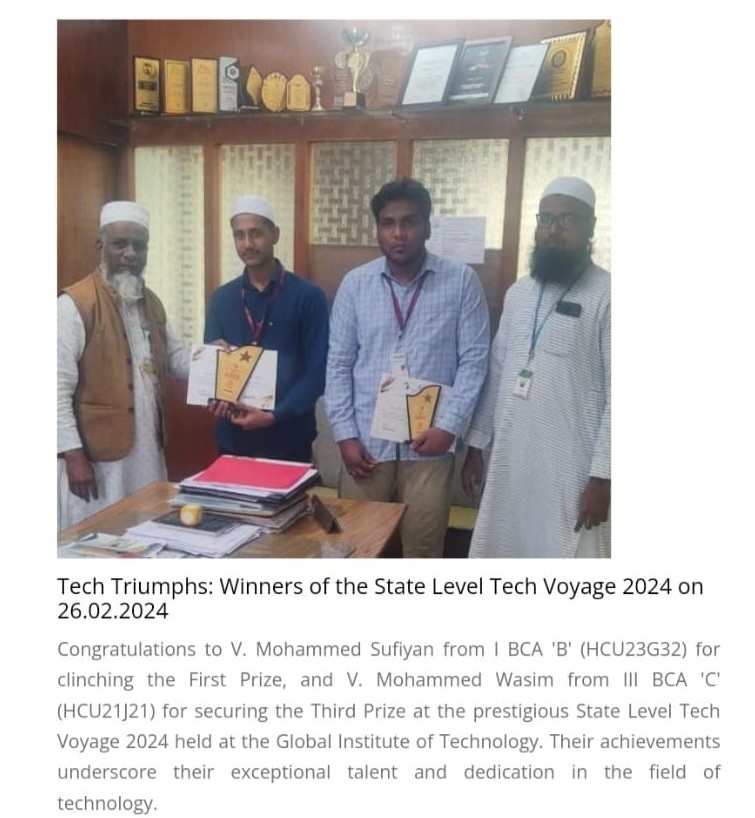 Tech Triumphs: Winners of the State Level Tech Voyage 2024 on
26.02.2024
Congratulations to V. Mohammed Sufiyan from I BCA 'B' (HCU23G32) for
clinching the First Prize, and V. Mohammed Wasim from III BCA 'C'
(HCU21J21) for securing the Third Prize at the prestigious State Level Tech
Voyage 2024 held at the Global Institute of Technology. Their achievements
underscore their exceptional talent and dedication in the field of
technology.